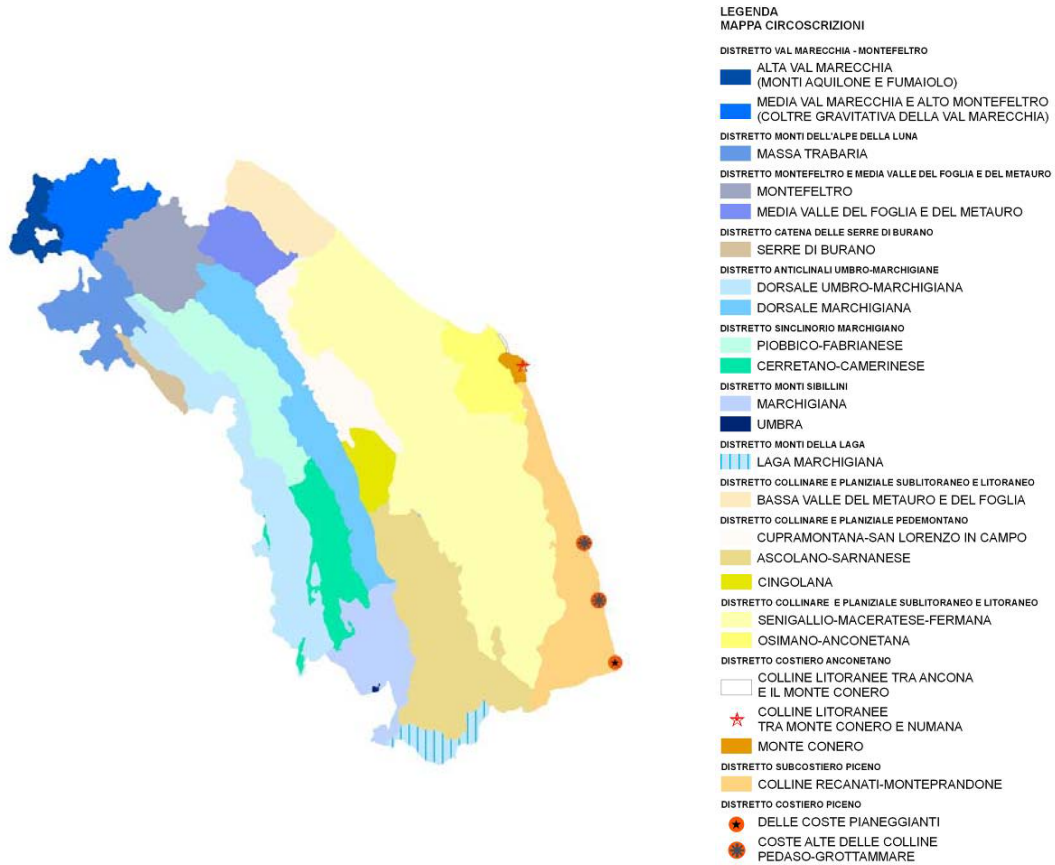 LEGENDA
MAPPA CIRCOSCRIZIONI
DISTRETTO VAL MARECCHIA - MONTEFELTRO
ALTA VAL MARECCHIA
(MONTI AQUILONE E FUMAIOLO)
MEDIA VAL MARECCHIA E ALTO MONTEFELTRO
(COLTRE GRAVITATIVA DELLA VAL MARECCHIA)
DISTRETTO MONTI DELL'ALPE DELLA LUNA
MASSA TRABARIA
DISTRETTO MONTEFELTRO E MEDIA VALLE DEL FOGLIA E DEL METAURO
MONTEFELTRO
MEDIA VALLE DEL FOGLIA E DEL METAURO
DISTRETTO CATENA DELLE SERRE DI BURANO
SERRE DI BURANO
DISTRETTO ANTICLINALI UMBRO-MARCHIGIANE
DORSALE UMBRO-MARCHIGIANA
DORSALE MARCHIGIANA
DISTRETTO SINCLINORIO MARCHIGIANO
PIOBBICO-FABRIANESE
CERRETANO-CAMERINESE
DISTRETTO MONTI SIBILLINI
MARCHIGIANA
UMBRA
DISTRETTO MONTI DELLA LAGA
LAGA MARCHIGIANA
DISTRETTO COLLINARE E PLANIZIALE SUBLITORANEO E LITORANEO
BASSA VALLE DEL METAURO E DEL FOGLIA
DISTRETTO COLLINARE E PLANIZIALE PEDEMONTANO
CUPRAMONTANA-SAN LORENZO IN CAMPO
ASCOLANO-SARNANESE
CINGOLANA
DISTRETTO COLLINARE E PLANIZIALE SUBLITORANEO E LITORANEO
SENIGALLIO-MACERATESE-FERMANA
OSIMANO-ANCONETANA
DISTRETTO COSTIERO ANCONETANO
COLLINE LITORANEE TRA ANCONA
E IL MONTE CONERO
COLLINE LITORANEE
TRA MONTE CONERO E NUMANA
MONTE CONERO
DISTRETTO SUBCOSTIERO PICENO
COLLINE RECANATI-MONTEPRANDONE
DISTRETTO COSTIERO PICENO
DELLE COSTE PIANEGGIANTI
COSTE ALTE DELLE COLLINE
PEDASO-GROTTAMMARE